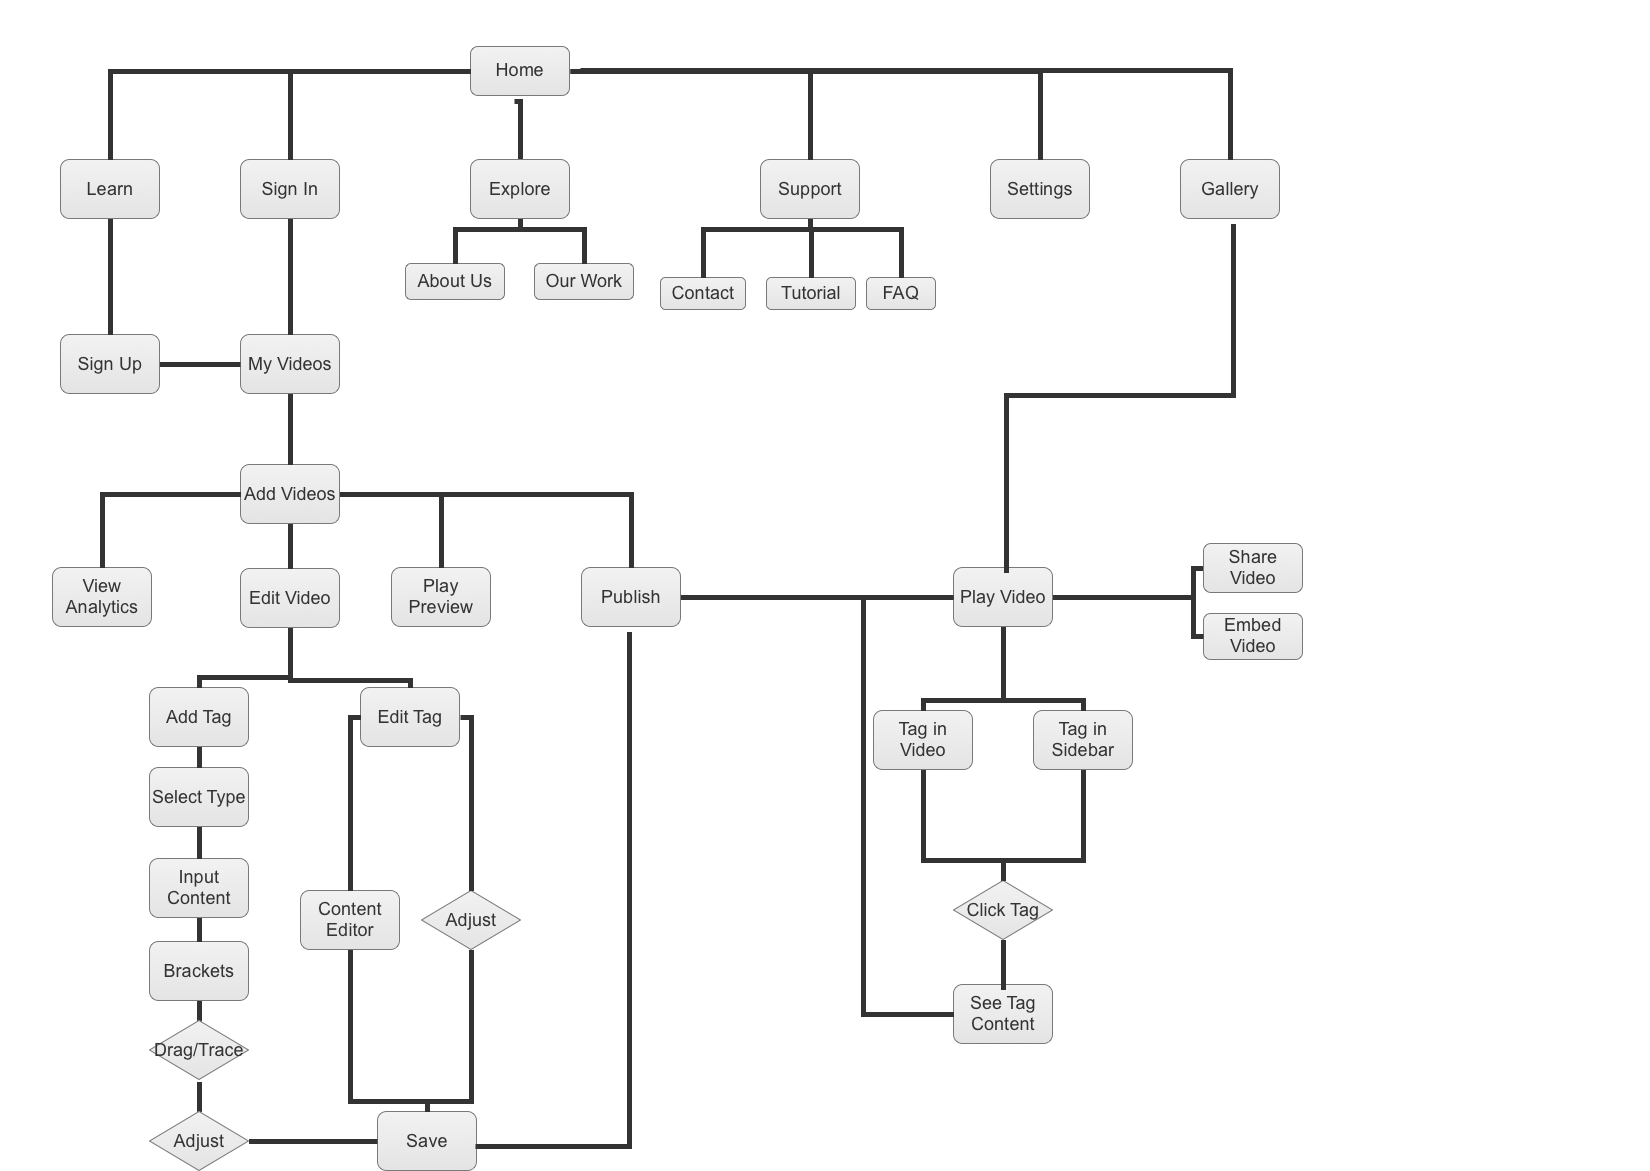 Home
Learn
Sign In
Explore
Support
Settings
Gallery
About Us
Our Work
Contact
Tutorial
FAQ
Sign Up
My Videos
Add Videos
View
Analytics
Edit Video
Play
Preview
Publish
Play Video
Share
Video
Embed
Video
Add Tag
Edit Tag
Tag in
Video
Tag in
Sidebar
Select Type
Input
Content
Content
Editor
Adjust
Click Tag
Brackets
See Tag
Content
Drag/Trace
Adjust
Save